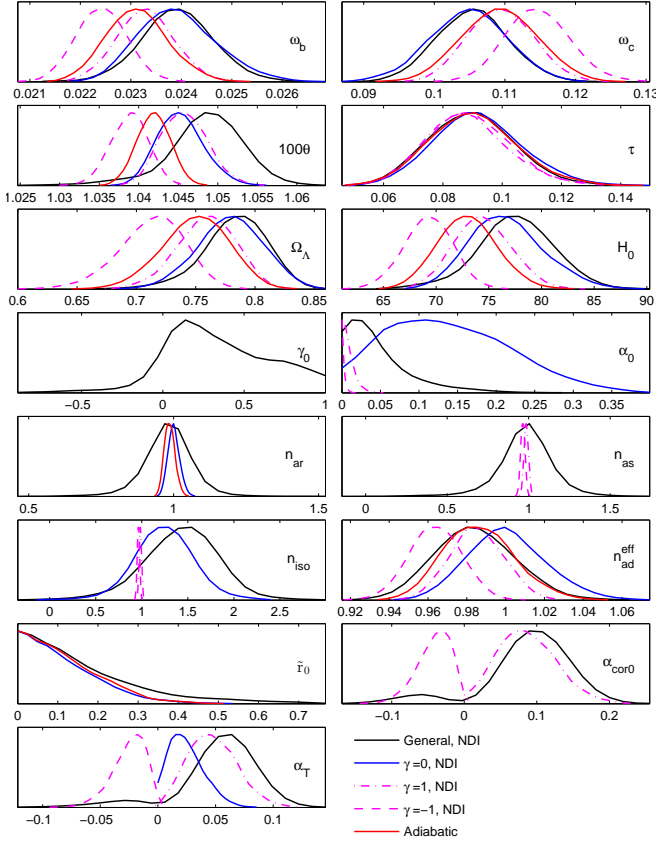 ω_b
0.021 0.022 0.023 0.024 0.025 0.026
ω_c
0.09 0.1 0.11 0.12 0.13
100θ
1.025 1.03 1.035 1.04 1.045 1.05 1.055 1.06
τ
0.06 0.08 0.1 0.12 0.14
Ω_Λ
0.6 0.65 0.7 0.75 0.8 0.85
H_0
65 70 75 80 85 90
γ_0
−0.5 0 0.5 1
α_0
0 0.05 0.1 0.15 0.2 0.25 0.3 0.35
n_ar
0.5 1 1.5
n_as
0 0.5 1 1.5
n_iso
0 0.5 1 1.5 2 2.5
n_ad^eff
0.92 0.94 0.96 0.98 1 1.02 1.04 1.06
r̃_0
0 0.1 0.2 0.3 0.4 0.5 0.6 0.7
α_cor0
−0.1 0 0.1 0.2
α_T
−0.1 −0.05 0 0.05 0.1
General, NDI
γ=0, NDI
γ=1, NDI
γ=−1, NDI
Adiabatic